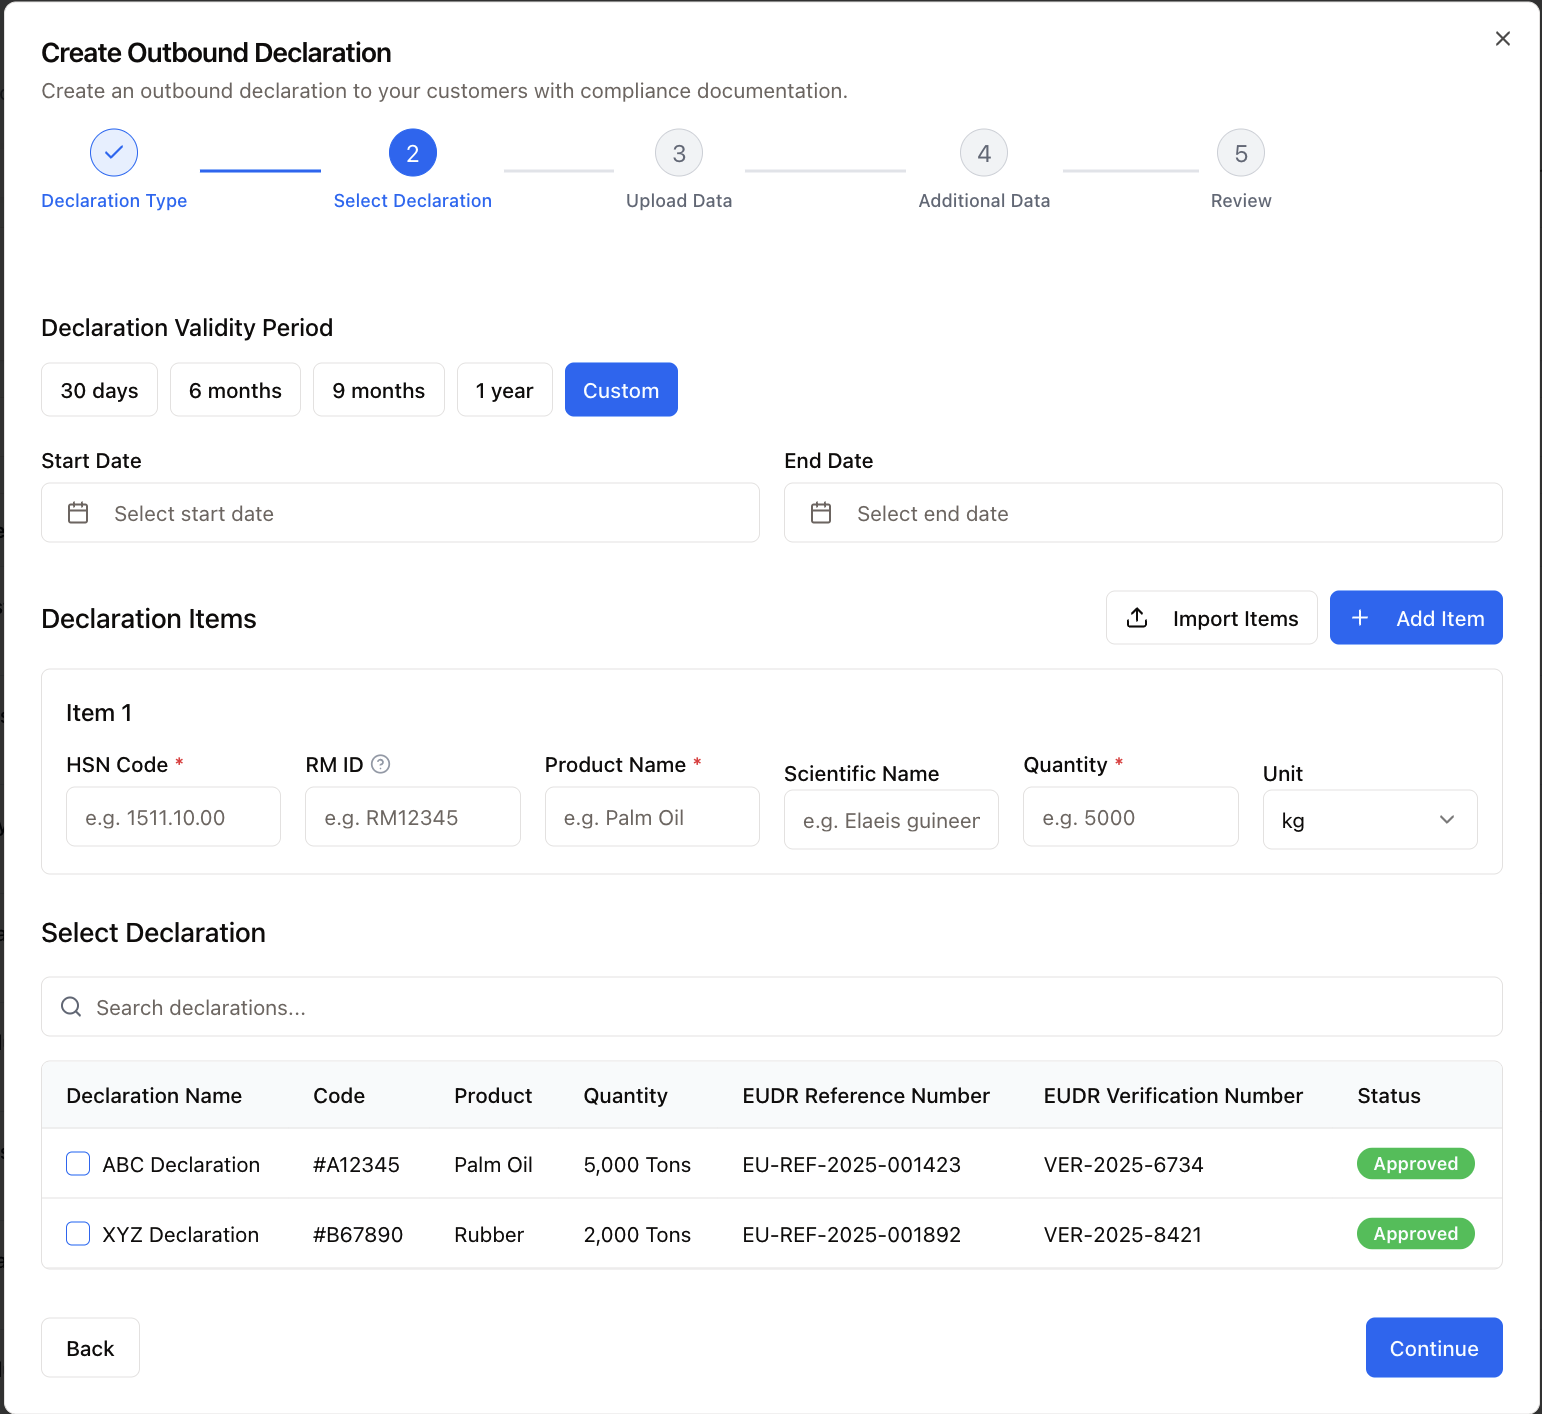 Create Outbound Declaration
Create an outbound declaration to your customers with compliance documentation.
2 3 4 5
Declaration Type Select Declaration Upload Data Additional Data Review
Declaration Validity Period
30 days 6 months 9 months 1 year Custom
Start Date End Date
Select start date Select end date
Declaration Items Import Items Add Item
Item 1
HSN Code * RM ID ? Product Name * Scientific Name Quantity * Unit
e.g. 1511.10.00 e.g. RM12345 e.g. Palm Oil e.g. Elaeis guineer e.g. 5000 kg
Select Declaration
Search declarations...
Declaration Name Code Product Quantity EUDR Reference Number EUDR Verification Number Status
ABC Declaration #A12345 Palm Oil 5,000 Tons EU-REF-2025-001423 VER-2025-6734 Approved
XYZ Declaration #B67890 Rubber 2,000 Tons EU-REF-2025-001892 VER-2025-8421 Approved
Back Continue